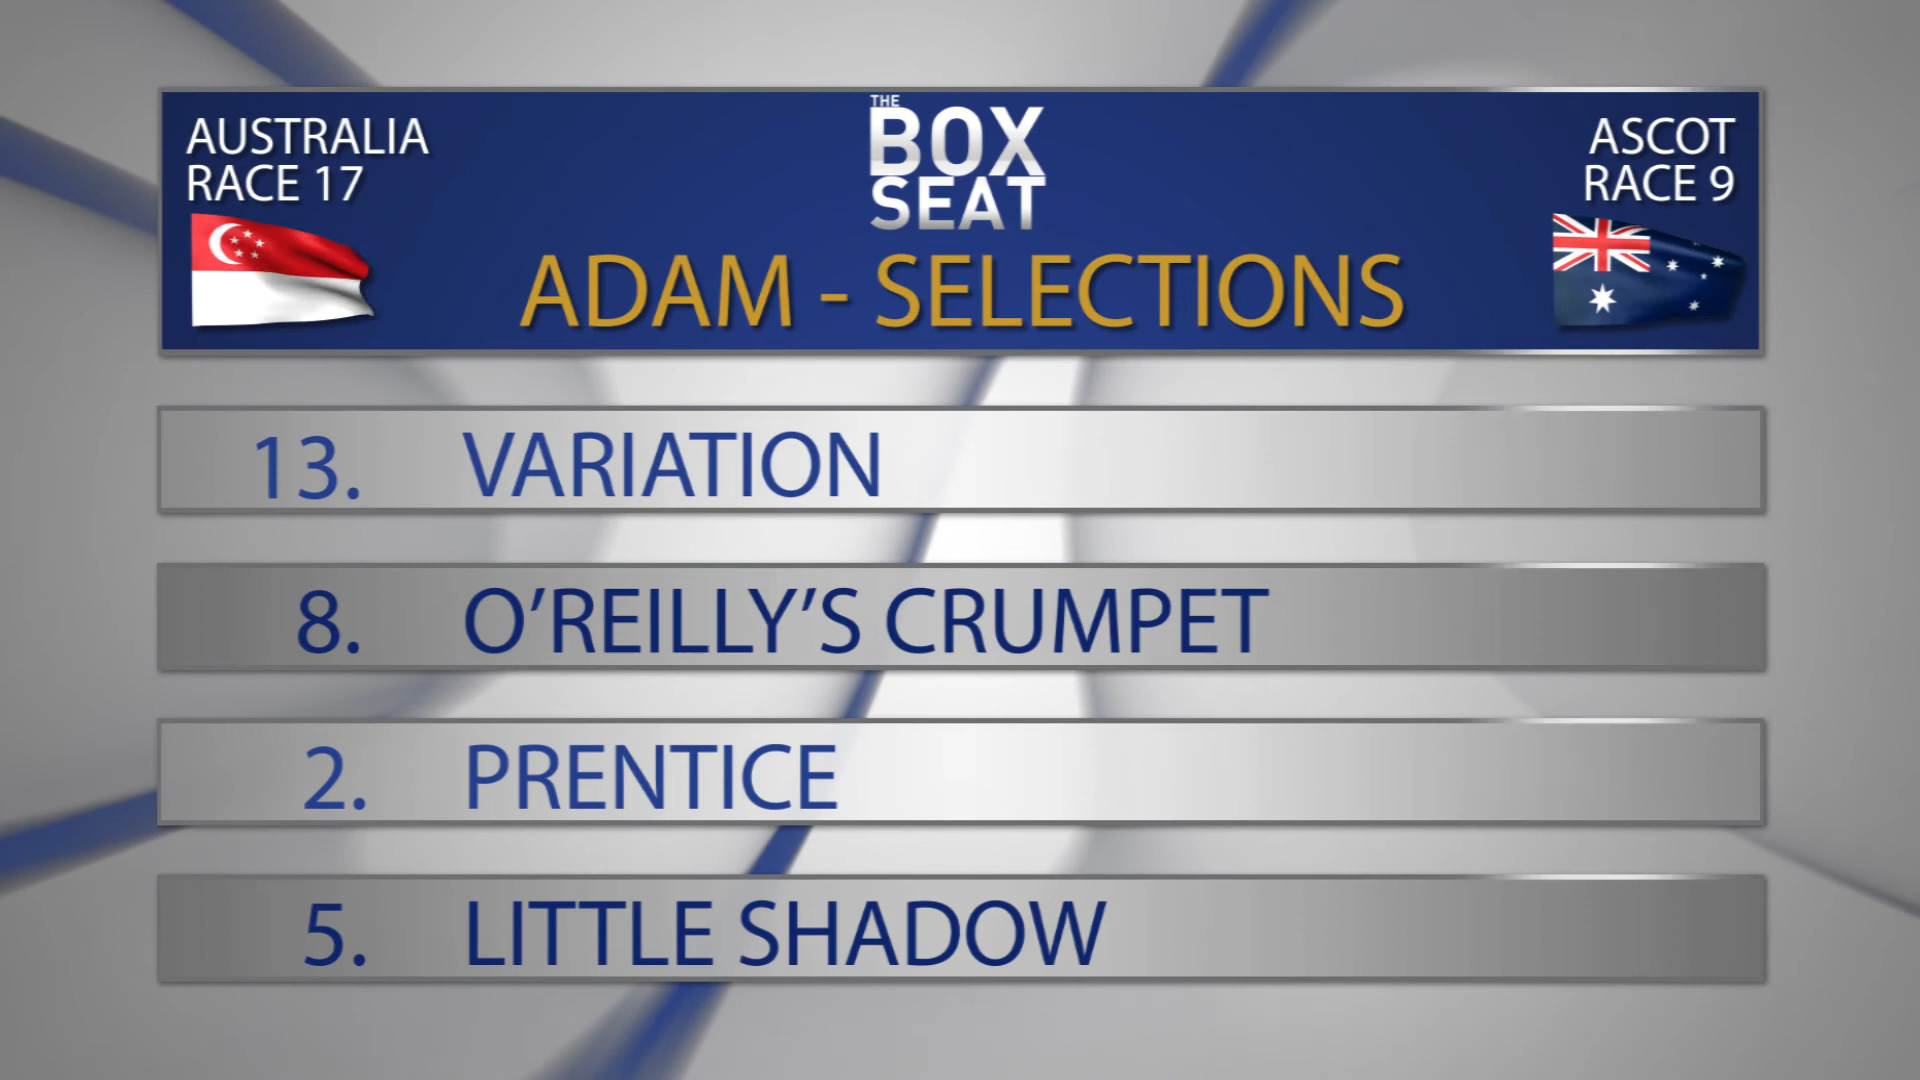 AUSTRALIA
RACE 17
THE
BOX
SEAT
ASCOT
RACE 9
ADAM - SELECTIONS
13. VARIATION
8. O’REILLY’S CRUMPET
2. PRENTICE
5. LITTLE SHADOW